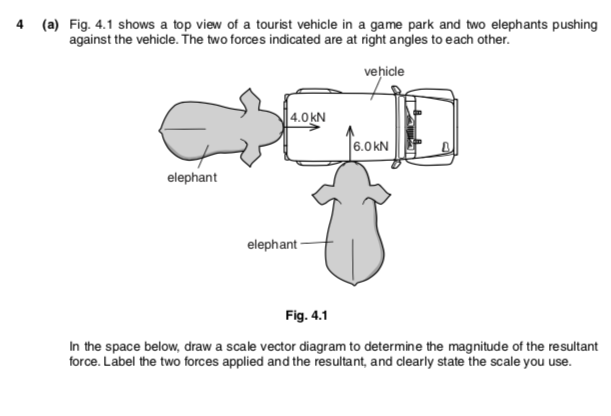 4 (a) Fig. 4.1 shows a top view of a tourist vehicle in a game park and two elephants pushing
against the vehicle. The two forces indicated are at right angles to each other.
vehicle
4.0 kN
6.0 kN
elephant
elephant
Fig. 4.1
In the space below, draw a scale vector diagram to determine the magnitude of the resultant
force. Label the two forces applied and the resultant, and clearly state the scale you use.